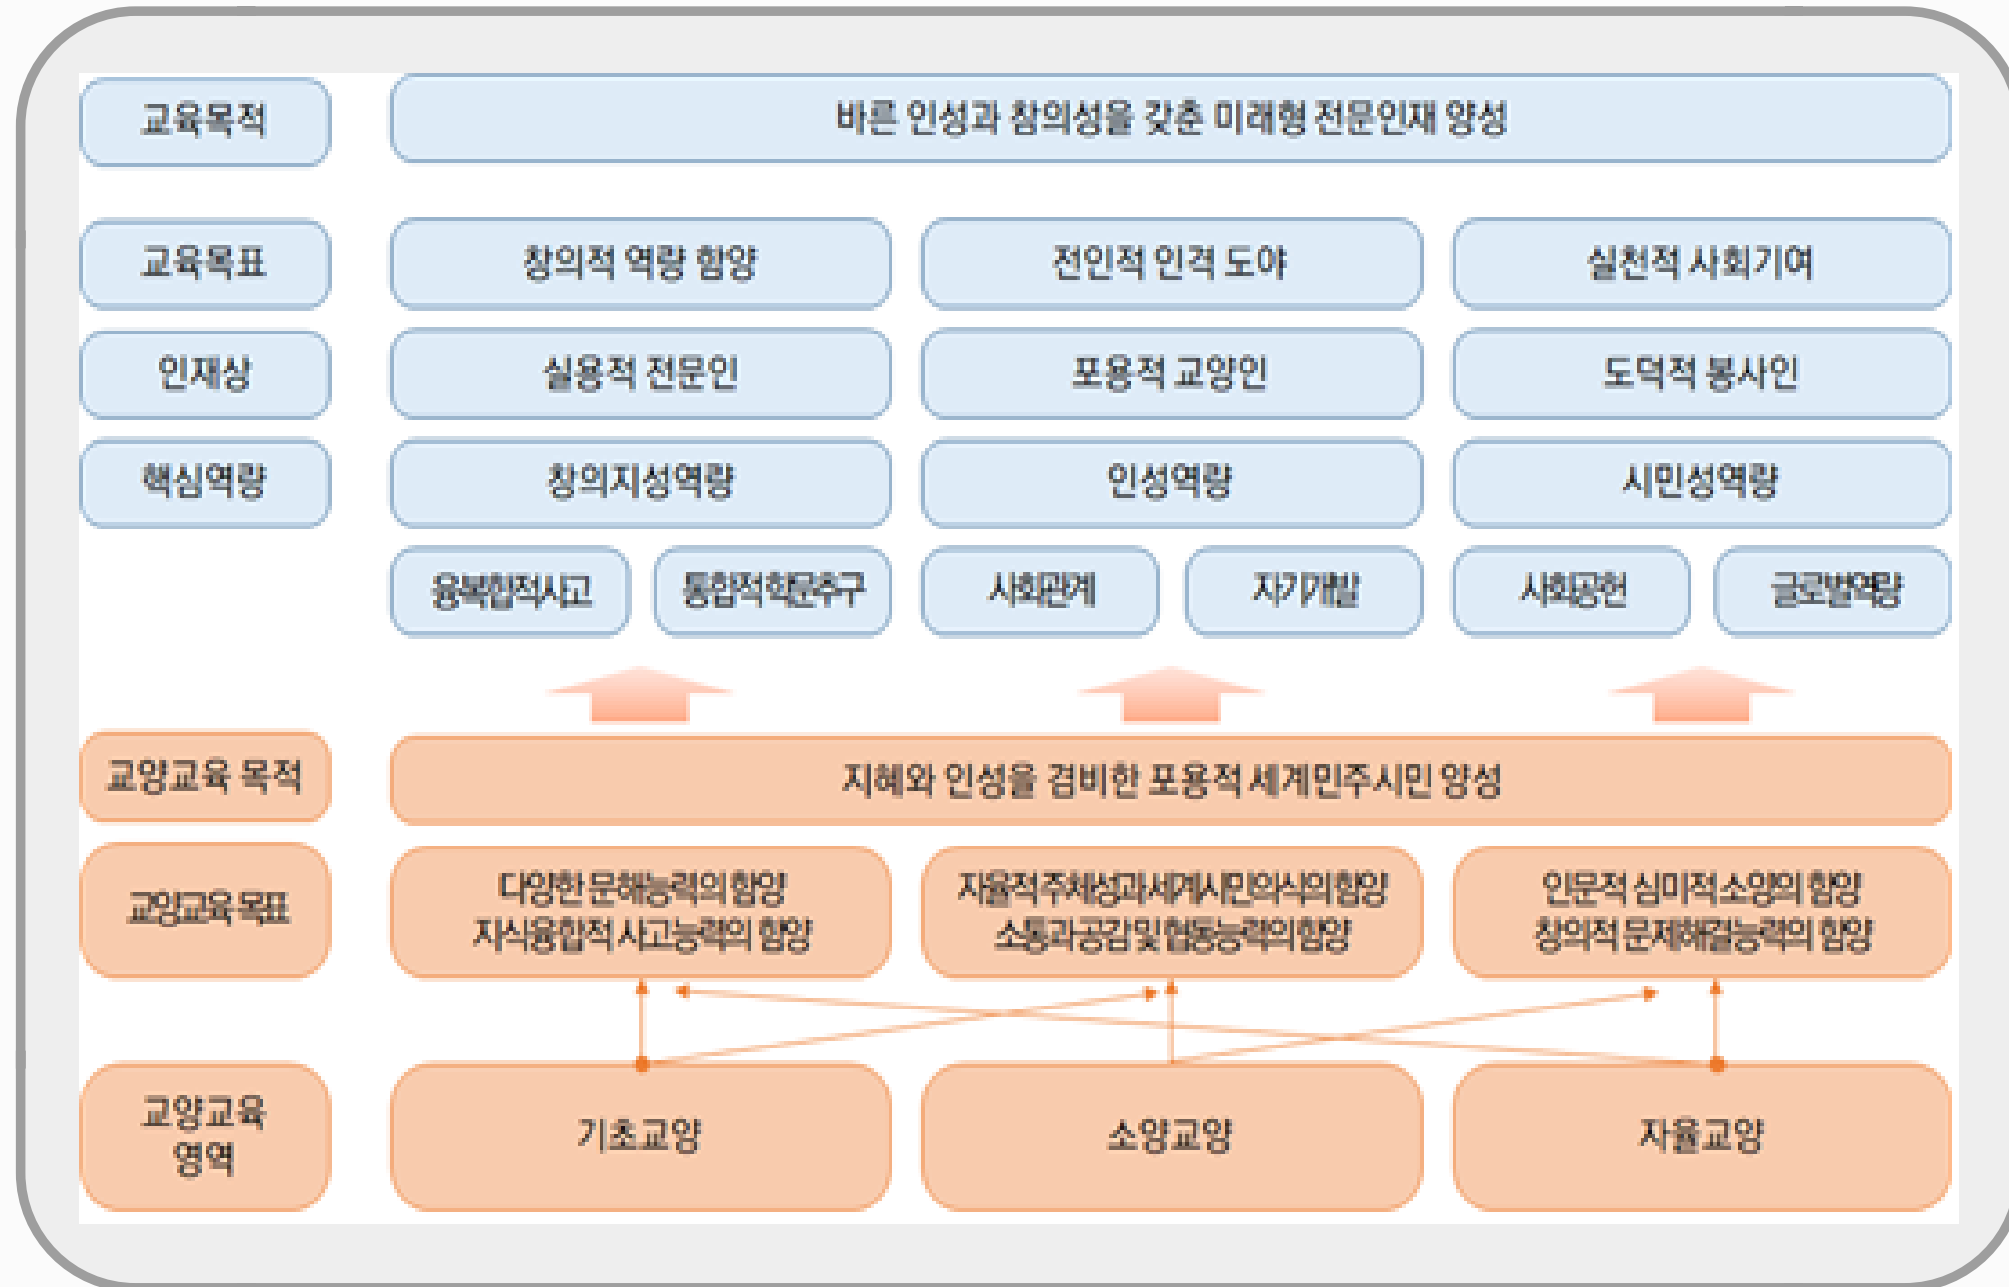 교육목적
바른 인성과 창의성을 갖춘 미래형 전문인재 양성
교육목표
창의적 역량 함양
전인적 인격 도야
실천적 사회기여
인재상
실용적 전문인
포용적 교양인
도덕적 봉사인
핵심역량
창의지성역량
인성역량
시민성역량
융복합적사고
통합적학문추구
사회관계
자기개발
사회공헌
글로벌역량
교양교육 목적
지혜와 인성을 겸비한 포용적 세계민주시민 양성
교양교육 목표
다양한 문해능력의 함양
지식융합적 사고능력의 함양
자율적 주체성과 세계시민의식의 함양
소통과 공감 및 협동능력의 함양
인문적 심미적 소양의 함양
창의적 문제해결능력의 함양
교양교육
영역
기초교양
소양교양
자율교양